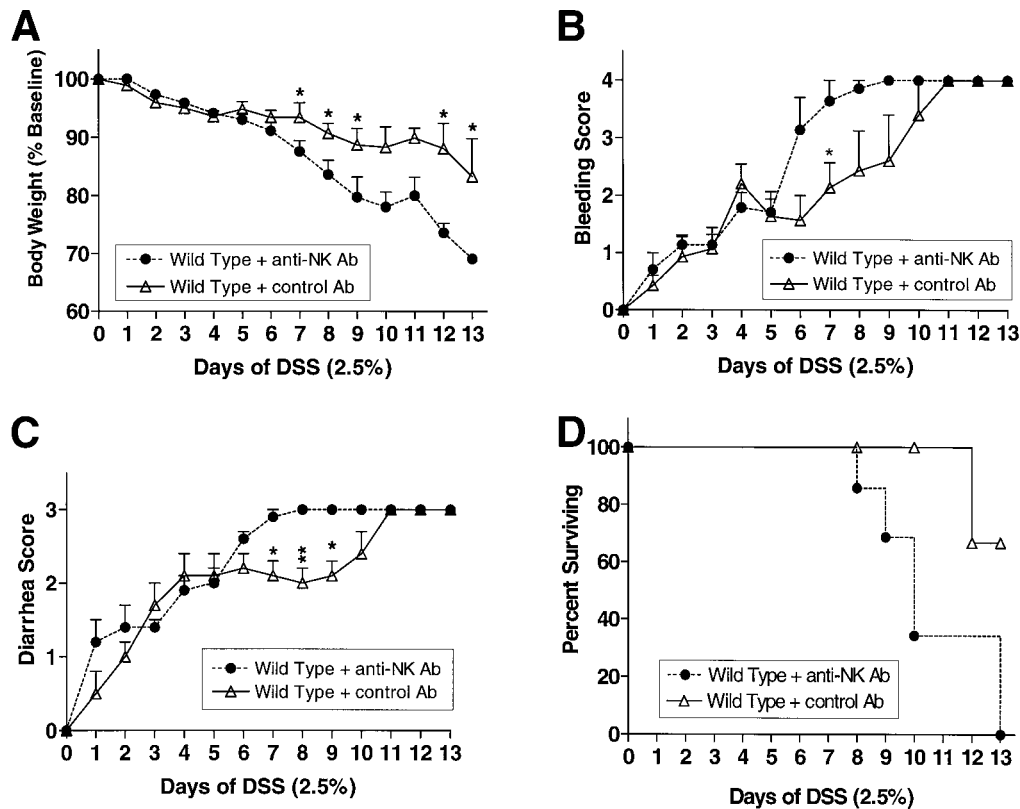 A
Body Weight (% Baseline)
100
90
80
70
60
* * * * *
Wild Type + anti-NK Ab
Wild Type + control Ab
0 1 2 3 4 5 6 7 8 9 10 11 12 13
Days of DSS (2.5%)
B
Bleeding Score
4
3
2
1
0
*
Wild Type + anti-NK Ab
Wild Type + control Ab
0 1 2 3 4 5 6 7 8 9 10 11 12 13
Days of DSS (2.5%)
C
Diarrhea Score
3
2
1
0
* ** *
Wild Type + anti-NK Ab
Wild Type + control Ab
0 1 2 3 4 5 6 7 8 9 10 11 12 13
Days of DSS (2.5%)
D
Percent Surviving
100
80
60
40
20
0
Wild Type + anti-NK Ab
Wild Type + control Ab
0 1 2 3 4 5 6 7 8 9 10 11 12 13
Days of DSS (2.5%)